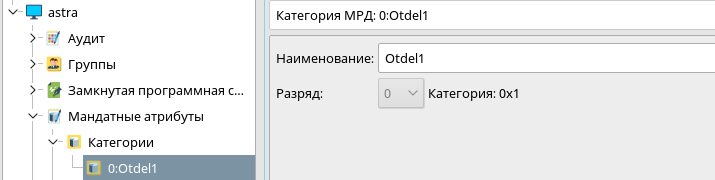 astra
Аудит
Группы
Замкнутая программная с...
Мандатные атрибуты
Категории
0:Otdel1
Категория МРД: 0:Otdel1
Наименование: Otdel1
Разряд: 0 Категория: 0x1